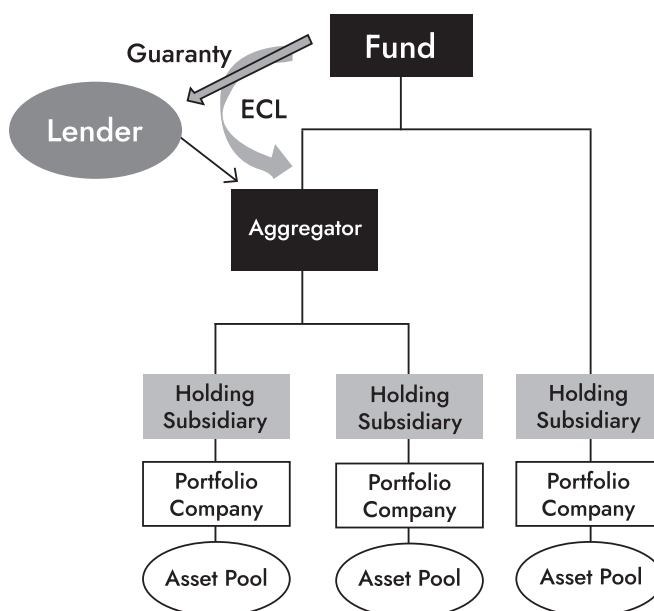 Fund
Guaranty
ECL
Lender
Aggregator
Holding
Subsidiary
Holding
Subsidiary
Holding
Subsidiary
Portfolio
Company
Portfolio
Company
Portfolio
Company
Asset Pool
Asset Pool
Asset Pool